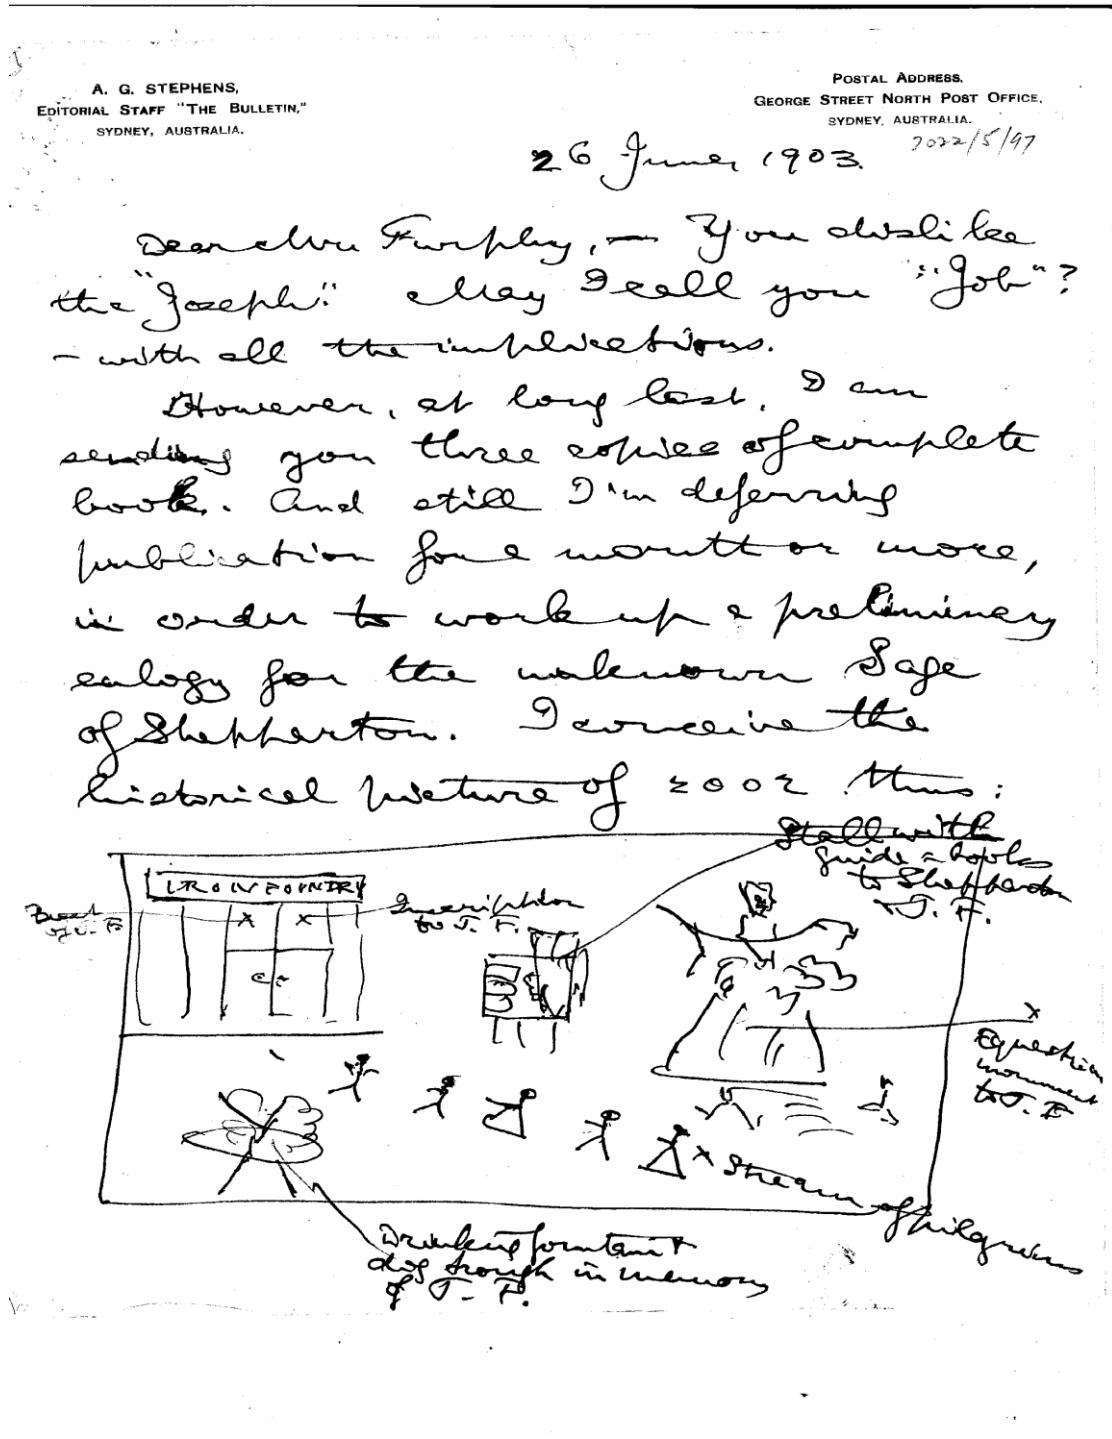 A. G. STEPHENS,
EDITORIAL STAFF "THE BULLETIN,"
SYDNEY, AUSTRALIA.
POSTAL ADDRESS,
GEORGE STREET NORTH POST OFFICE,
SYDNEY, AUSTRALIA.
2022/5/97
26 June, 1903.
Dear Mr Furphy, — You dislike
the "Joseph." May I call you "Job"?
- with all the implications.
However, at long last, I am
sending you three copies of complete
book. And still I'm deferring
publication for a month or more,
in order to work up a preliminary
eulogy for the unknown Sage
of Shepparton. I conceive the
historical picture of 2002 thus:
Stall with
guide-books
to Shepparton
& J. F.
IRON FOUNDRY
Bust
of J. F.
Inscription
to J. F.
Equestrian
monument
to J. F.
Stream of pilgrims
Drinking fountain &
dog trough in memory
of J. F.